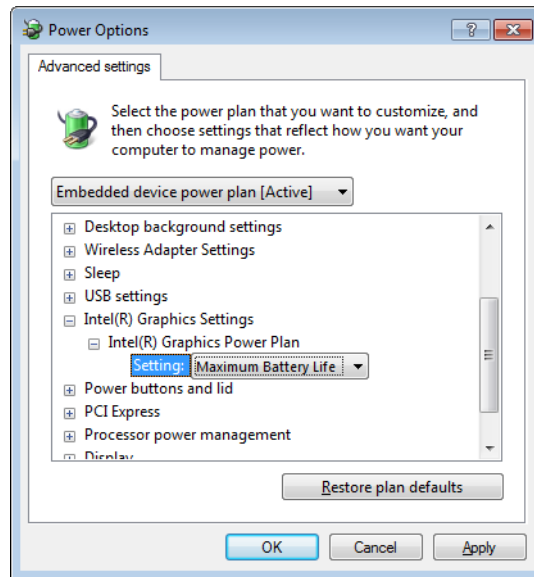 Power Options
Advanced settings
Select the power plan that you want to customize, and
then choose settings that reflect how you want your
computer to manage power.
Embedded device power plan [Active]
Desktop background settings
Wireless Adapter Settings
Sleep
USB settings
Intel(R) Graphics Settings
Intel(R) Graphics Power Plan
Setting: Maximum Battery Life
Power buttons and lid
PCI Express
Processor power management
Display
Restore plan defaults
OK Cancel Apply